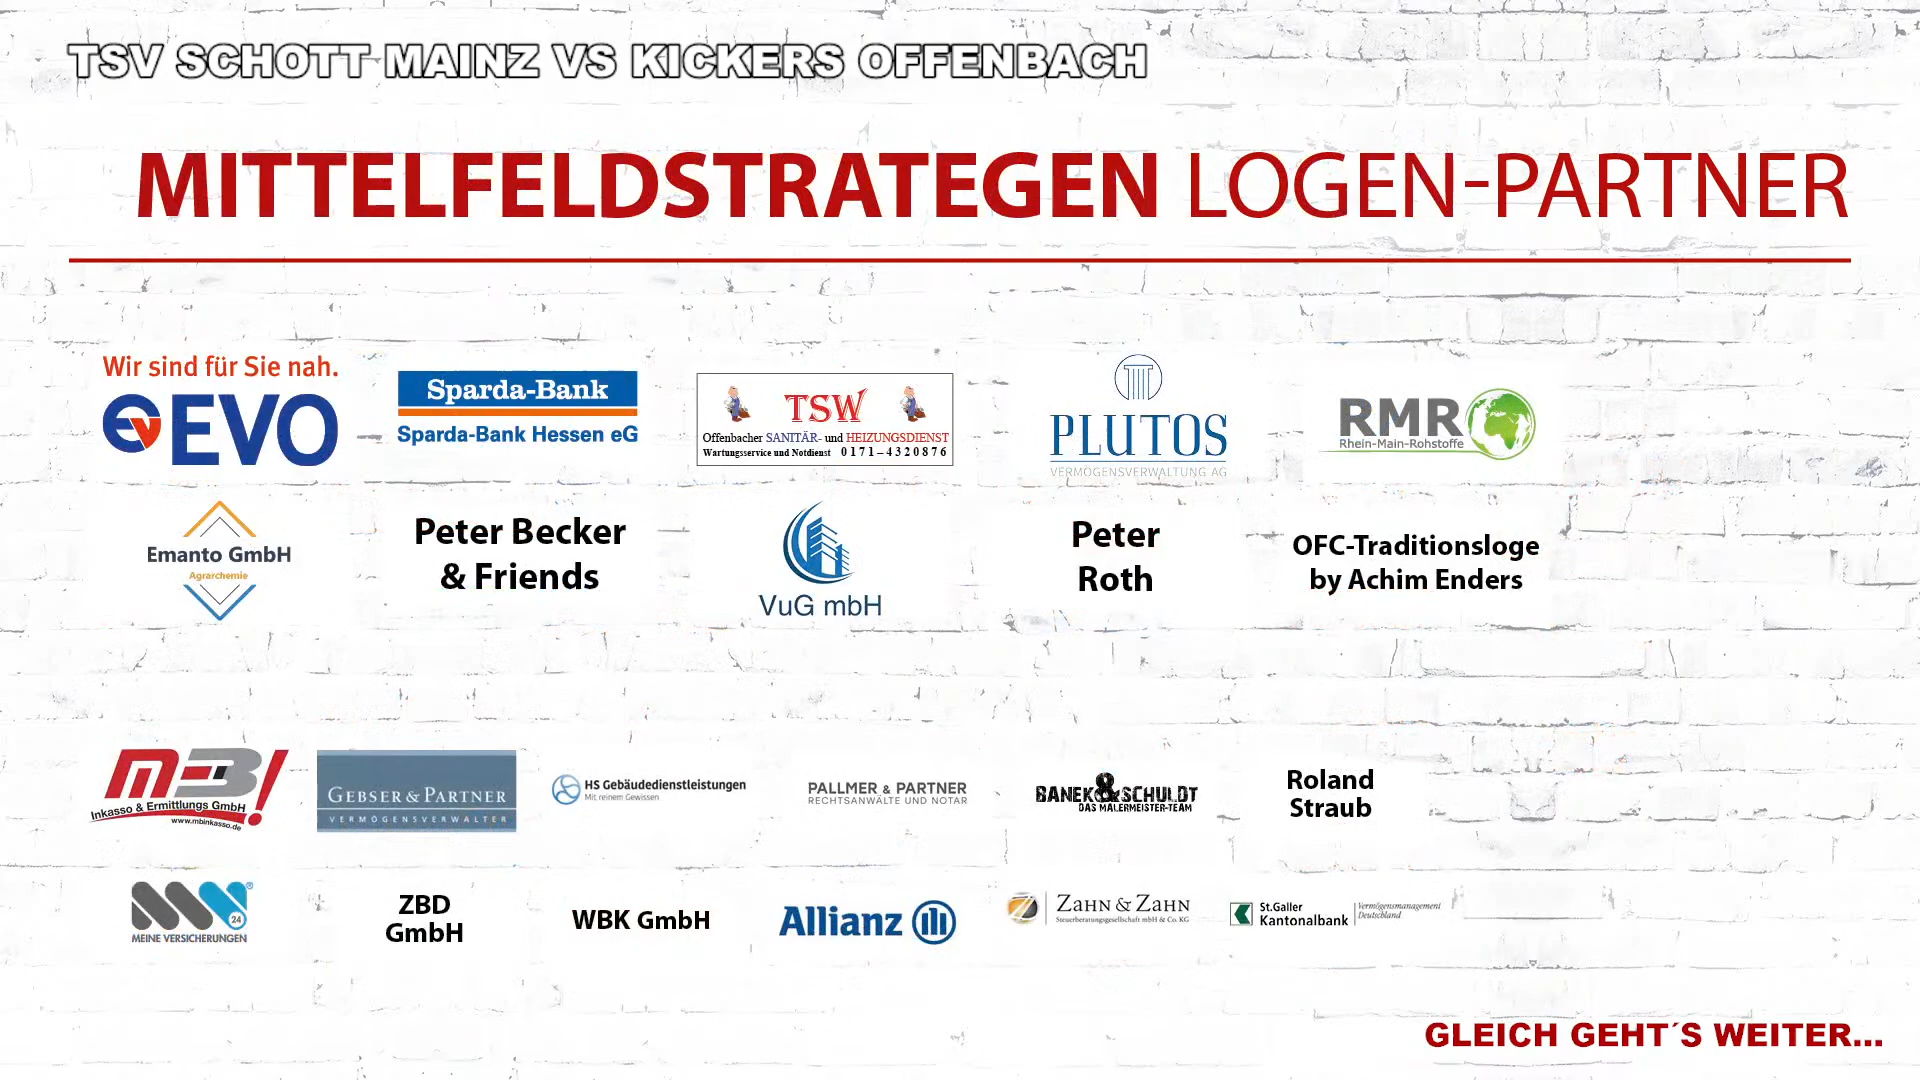 TSV SCHOTT MAINZ VS KICKERS OFFENBACH
MITTELFELDSTRATEGEN LOGEN-PARTNER
Wir sind für Sie nah.
EVO
Sparda-Bank
Sparda-Bank Hessen eG
TSW
Offenbacher SANITÄR- und HEIZUNGSDIENST
Wartungsservice und Notdienst 0171–4320876
PLUTOS
VERMÖGENSVERWALTUNG AG
RMR
Rhein-Main-Rohstoffe
Emanto GmbH
Agrarchemie
Peter Becker
& Friends
VuG mbH
Peter
Roth
OFC-Traditionsloge
by Achim Enders
M-B!
Inkasso & Ermittlungs GmbH
www.mbinkasso.de
GEBSER & PARTNER
VERMÖGENSVERWALTER
HS Gebäudedienstleistungen
Mit reinem Gewissen
PALLMER & PARTNER
RECHTSANWÄLTE UND NOTAR
BANEK&SCHULDT
DAS MALERMEISTER-TEAM
Roland
Straub
MV24®
MEINE VERSICHERUNGEN
ZBD
GmbH
WBK GmbH
Allianz
ZAHN & ZAHN
Steuerberatungsgesellschaft mbH & Co. KG
St.Galler
Kantonalbank
Vermögensmanagement
Deutschland
GLEICH GEHT´S WEITER...